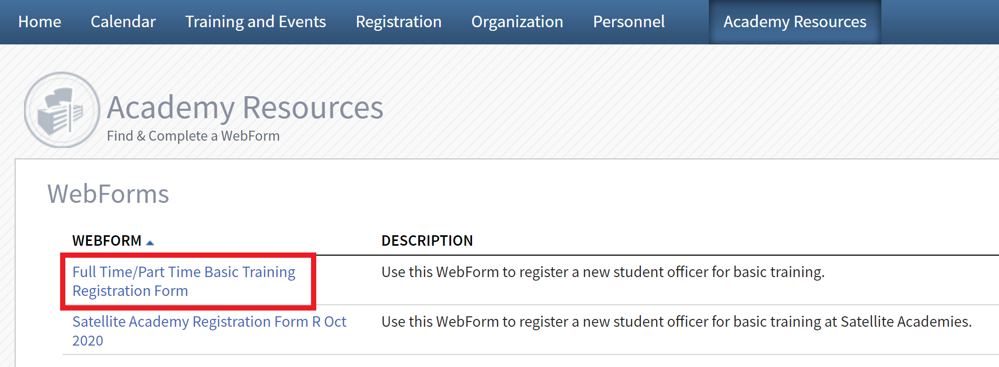 Home Calendar Training and Events Registration Organization Personnel Academy Resources
Academy Resources
Find & Complete a WebForm
WebForms
WEBFORM DESCRIPTION
Full Time/Part Time Basic Training Use this WebForm to register a new student officer for basic training.
Registration Form
Satellite Academy Registration Form R Oct Use this WebForm to register a new student officer for basic training at Satellite Academies.
2020